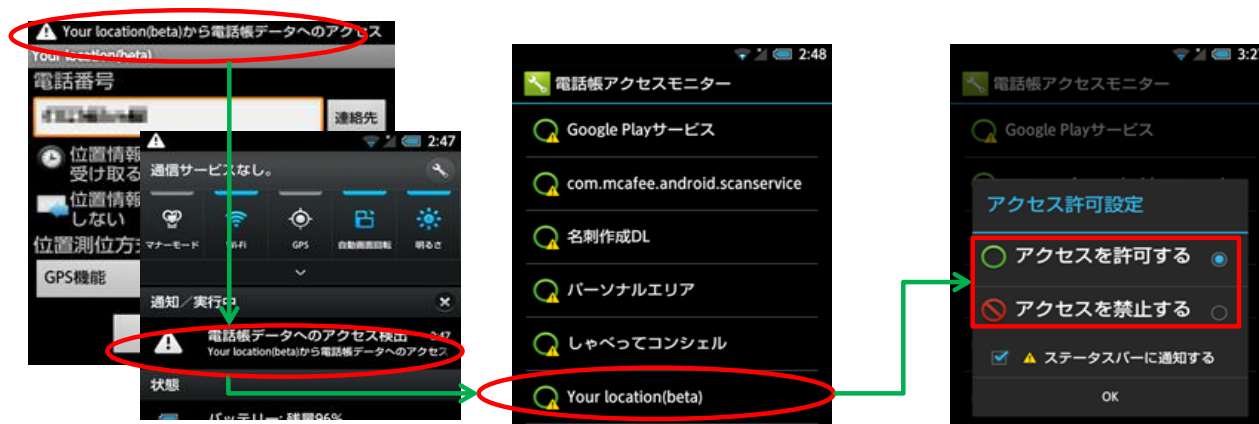 Your location(beta)から電話帳データへのアクセス
Your location(beta)
電話番号
連絡先
位置情報
受け取る
位置情報
しない
位置測位方
GPS機能
2:47
通信サービスなし。
マナーモード
Wi-Fi
GPS
自動画面回転
明るさ
通知/実行中
電話帳データへのアクセス検出 2:47
Your location(beta)から電話帳データへのアクセス
状態
バッテリー: 残量96%
2:48
電話帳アクセスモニター
Google Playサービス
com.mcafee.android.scanservice
名刺作成DL
パーソナルエリア
しゃべってコンシェル
Your location(beta)
電話帳アクセスモニター
Google Playサービス
アクセス許可設定
アクセスを許可する
アクセスを禁止する
ステータスバーに通知する
OK